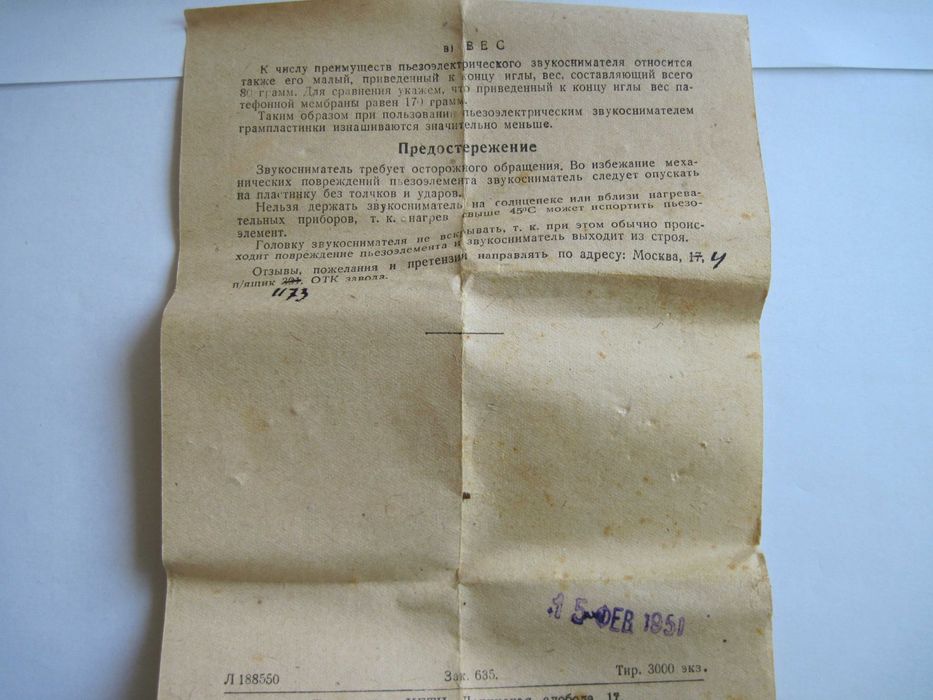 в) ВЕС
К числу преимуществ пьезоэлектрического звукоснимателя относится
также его малый, приведенный к концу иглы, вес, составляющий всего
80 грамм. Для сравнения укажем, что приведенный к концу иглы вес па-
тефонной мембраны равен 170 грамм.
Таким образом при пользовании пьезоэлектрическим звукоснимателем
грампластинки изнашиваются значительно меньше.
Предостережение
Звукосниматель требует осторожного обращения. Во избежание меха-
нических повреждений пьезоэлемента звукосниматель следует опускать
на пластинку без толчков и ударов.
Нельзя держать звукосниматель на солнцепеке или вблизи нагрева-
тельных приборов, т. к. нагрев свыше 45°C может испортить пьезо-
элемент.
Головку звукоснимателя не вскрывать, т. к. при этом обычно проис-
ходит повреждение пьезоэлемента и звукосниматель выходит из строя.
Отзывы, пожелания и претензии направлять по адресу: Москва, 17, 4
п/ящик ОТК завода.
1173
15 ФЕВ 1951
Л 188550 Зак. 635. Тир. 3000 экз.
слобода, 17